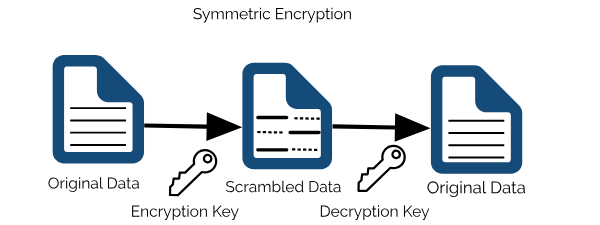 Symmetric Encryption
Original Data
Scrambled Data
Original Data
Encryption Key
Decryption Key